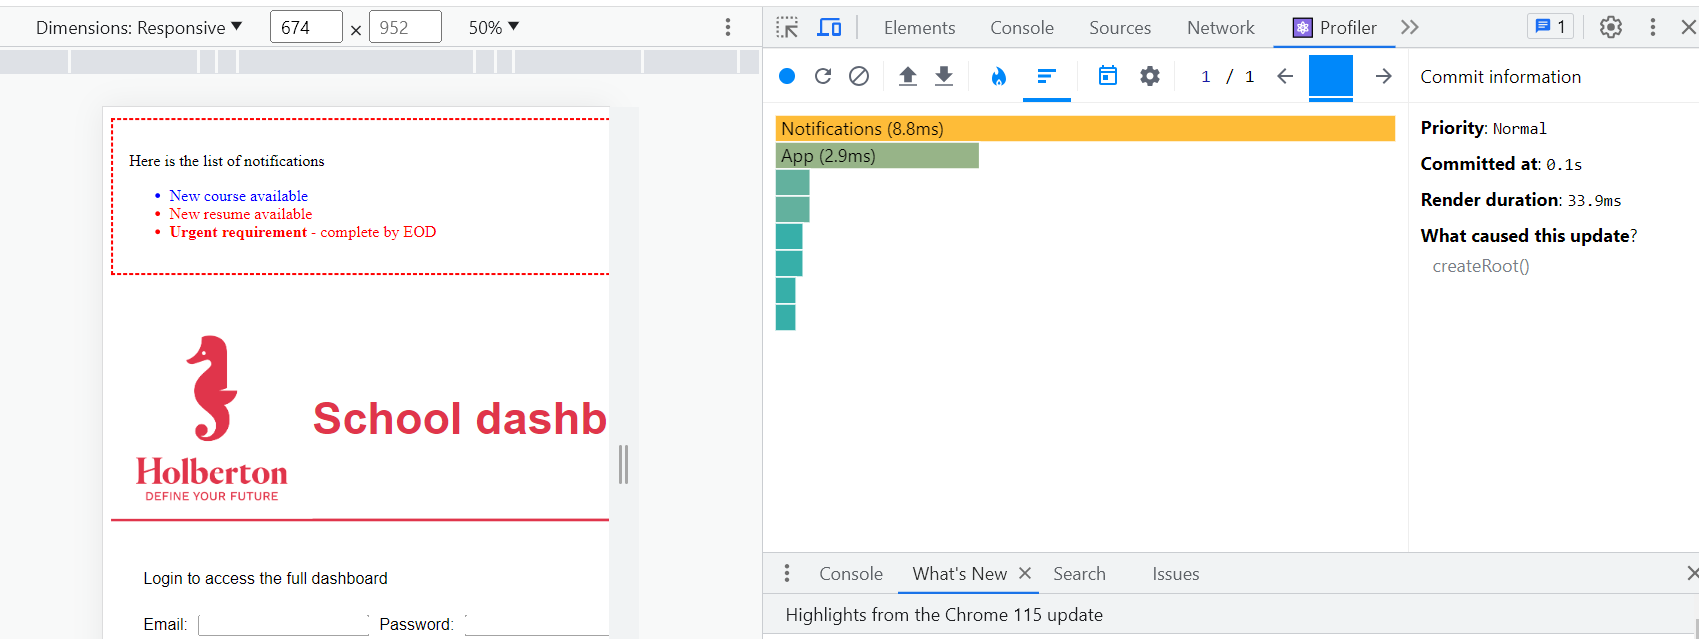 Dimensions: Responsive ▼ 674 × 952 50% ▼
Elements Console Sources Network Profiler 1
1 / 1
Commit information
Notifications (8.8ms)
App (2.9ms)
Priority: Normal
Committed at: 0.1s
Render duration: 33.9ms
What caused this update?
createRoot()
Here is the list of notifications
• New course available
• New resume available
• Urgent requirement - complete by EOD
Holberton
DEFINE YOUR FUTURE
School dashb
Login to access the full dashboard
Email: Password:
Console What's New Search Issues
Highlights from the Chrome 115 update